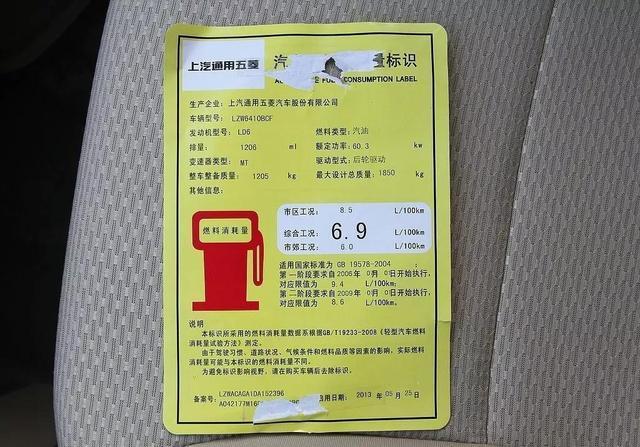 上汽通用五菱 汽 量标识
CONSUMPTION LABEL
生产企业: 上汽通用五菱汽车股份有限公司
车辆型号: LZW6410BCF
发动机型号: LD6 燃料类型: 汽油
排量: 1206 ml 额定功率: 60.3 kw
变速器类型: MT 驱动型式: 后轮驱动
整车整备质量: 1205 kg 最大设计总质量: 1850 kg
其他信息:
燃料消耗量
市区工况: 8.5 L/100km
综合工况: 6.9 L/100km
市郊工况: 6.0 L/100km
适用国家标准为 GB 19578-2004 ;
第一阶段要求自2006年 0月 0日开始执行,
对应限值为 9.4 L/100km;
第二阶段要求自2009年 0月 0日开始执行,
对应限值为 8.6 L/100km;
说明
本标识所采用的燃料消耗量数据系根据GB/T19233-2008《轻型汽车燃料
消耗量试验方法》测定。
由于驾驶习惯、道路状况、气候条件和燃料品质等因素的影响, 实际燃料
消耗量可能与本标识的燃料消耗量不同。
为避免标识影响视野, 请在购买车辆后去除标识。
备案号: LZWACAGA1DA152396
启用日期: 2013 年 05 月 25 日